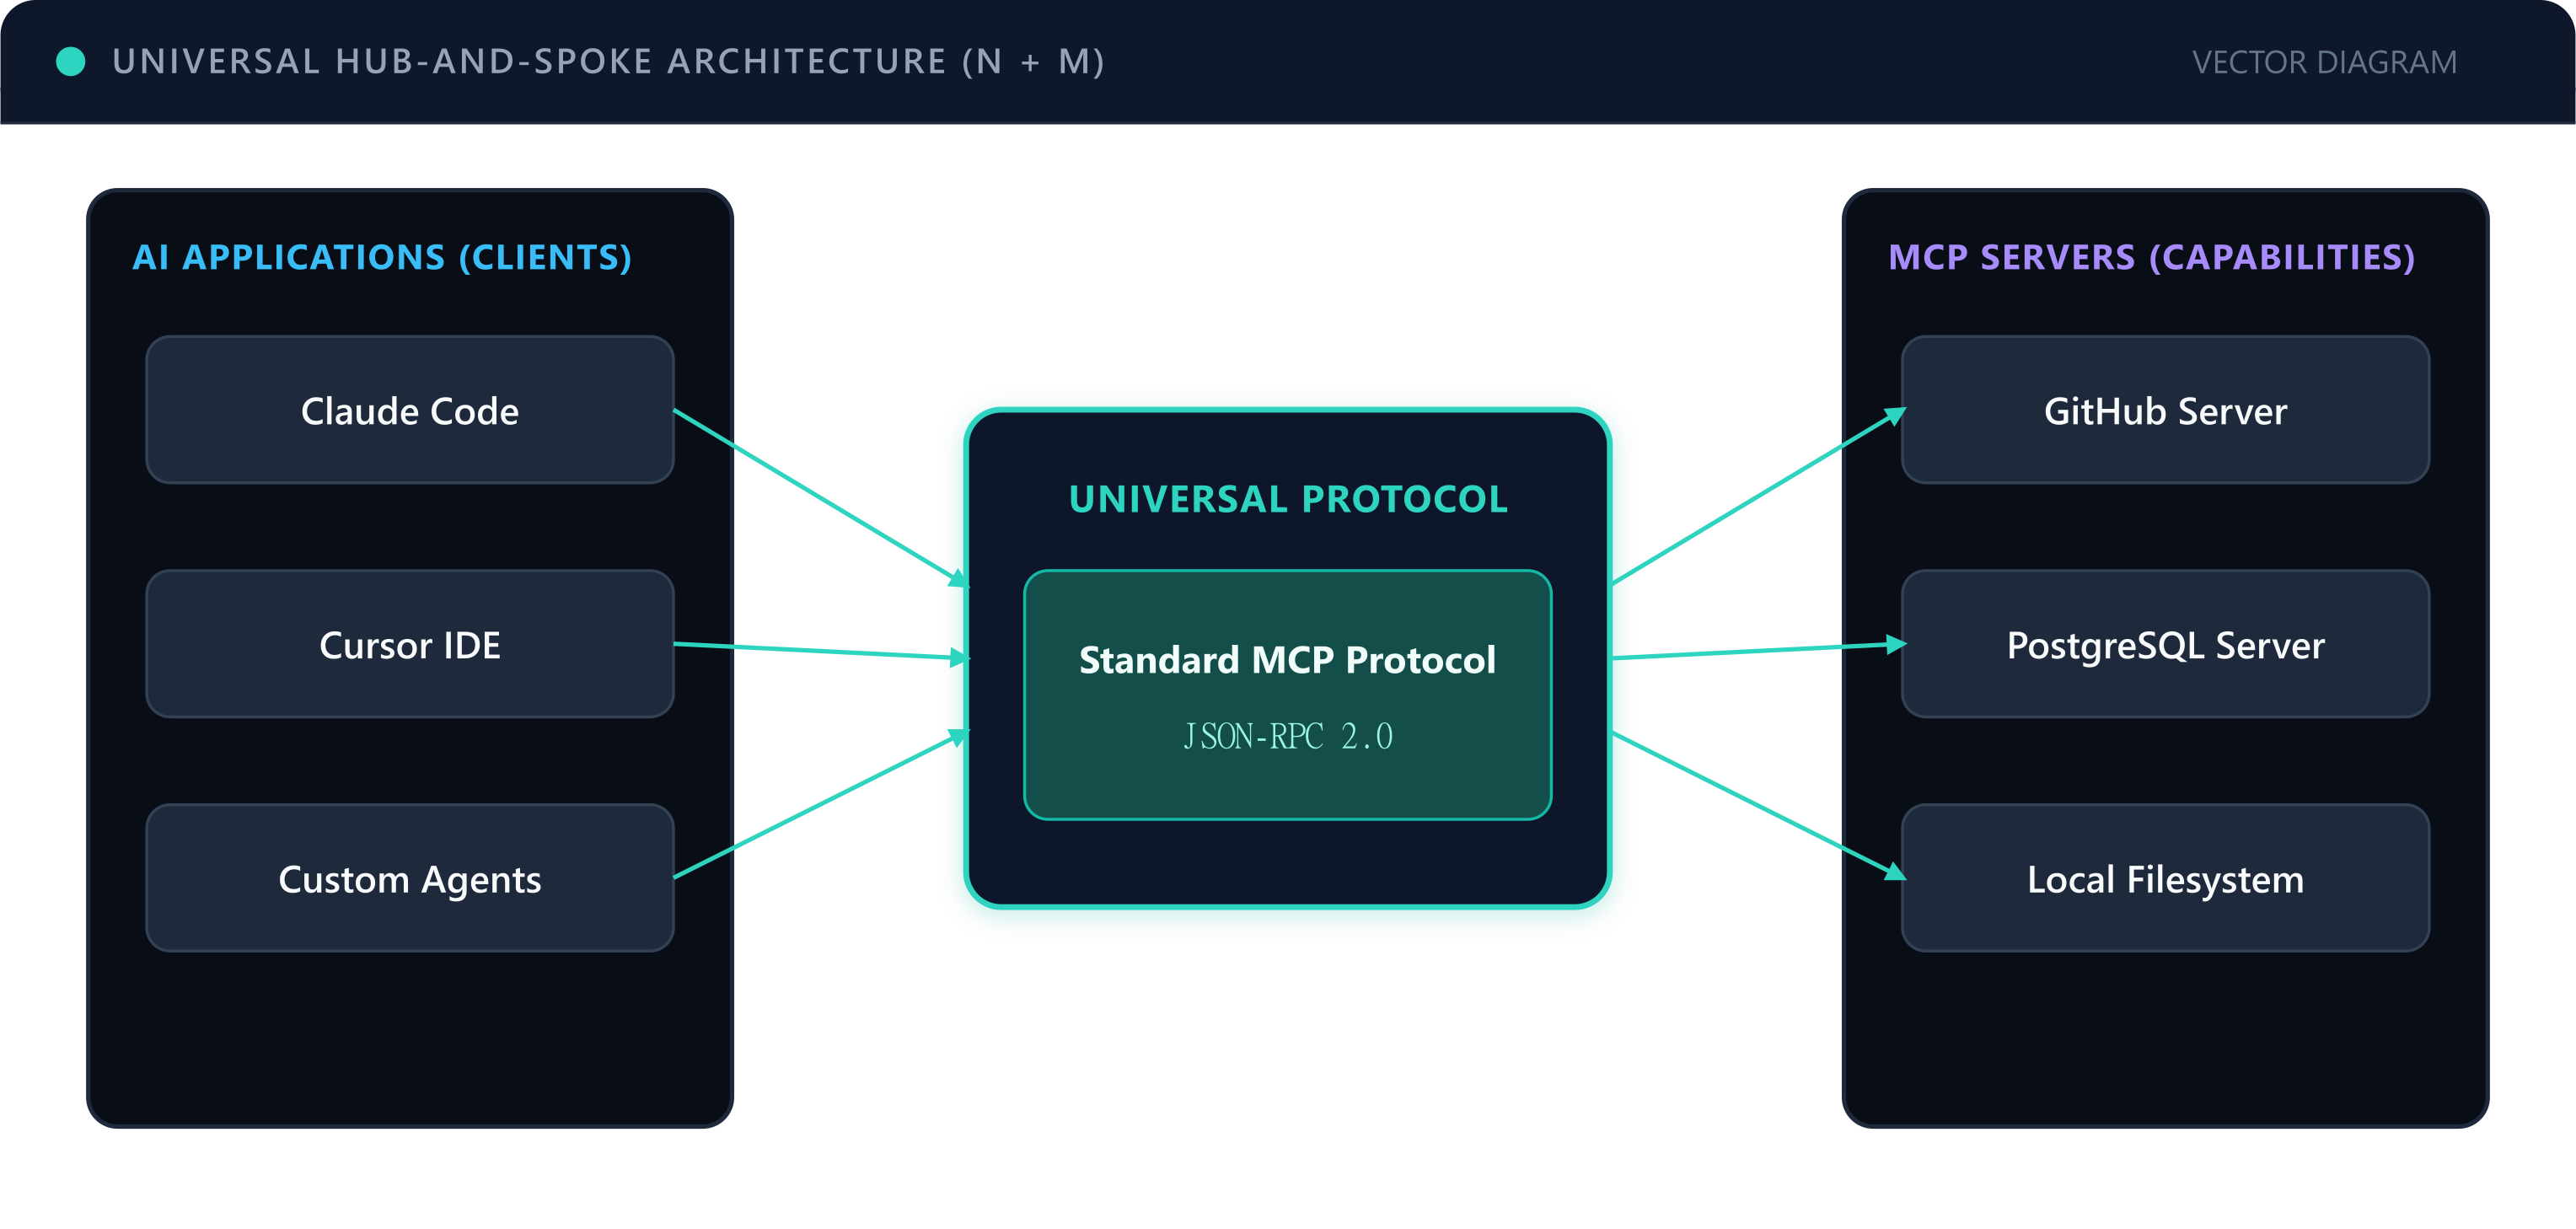 UNIVERSAL HUB-AND-SPOKE ARCHITECTURE (N + M)
VECTOR DIAGRAM
AI APPLICATIONS (CLIENTS)
Claude Code
Cursor IDE
Custom Agents
UNIVERSAL PROTOCOL
Standard MCP Protocol
JSON-RPC 2.0
MCP SERVERS (CAPABILITIES)
GitHub Server
PostgreSQL Server
Local Filesystem